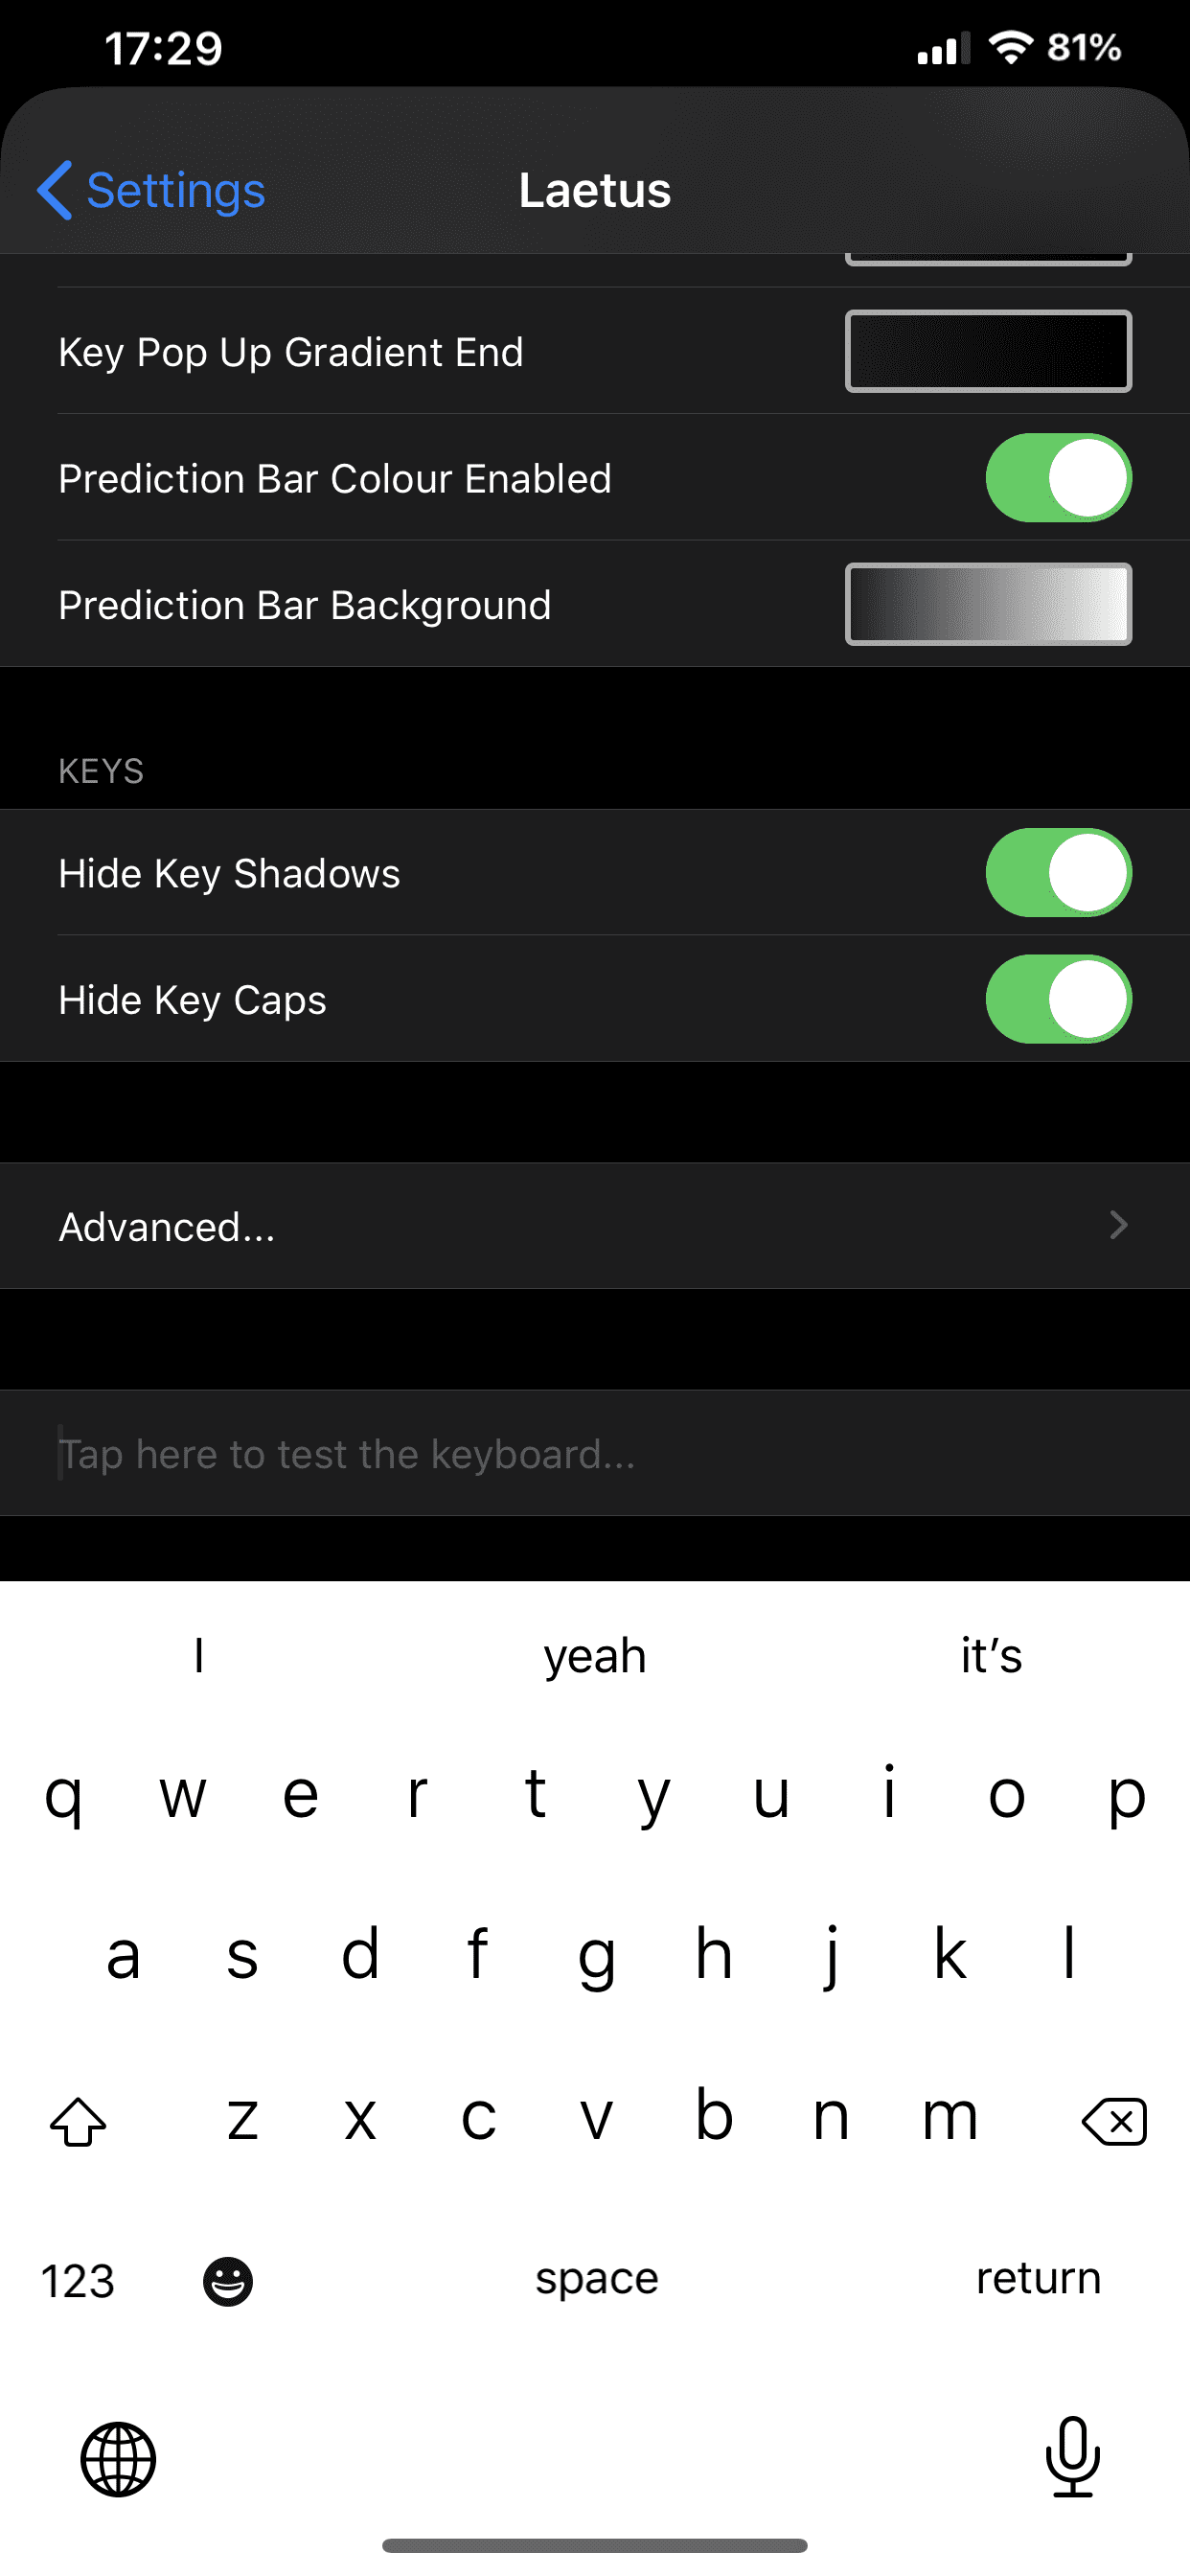 17:29 81%
Settings Laetus
Key Pop Up Gradient End
Prediction Bar Colour Enabled
Prediction Bar Background
KEYS
Hide Key Shadows
Hide Key Caps
Advanced...
Tap here to test the keyboard...
I yeah it’s
q w e r t y u i o p
a s d f g h j k l
z x c v b n m
123 space return